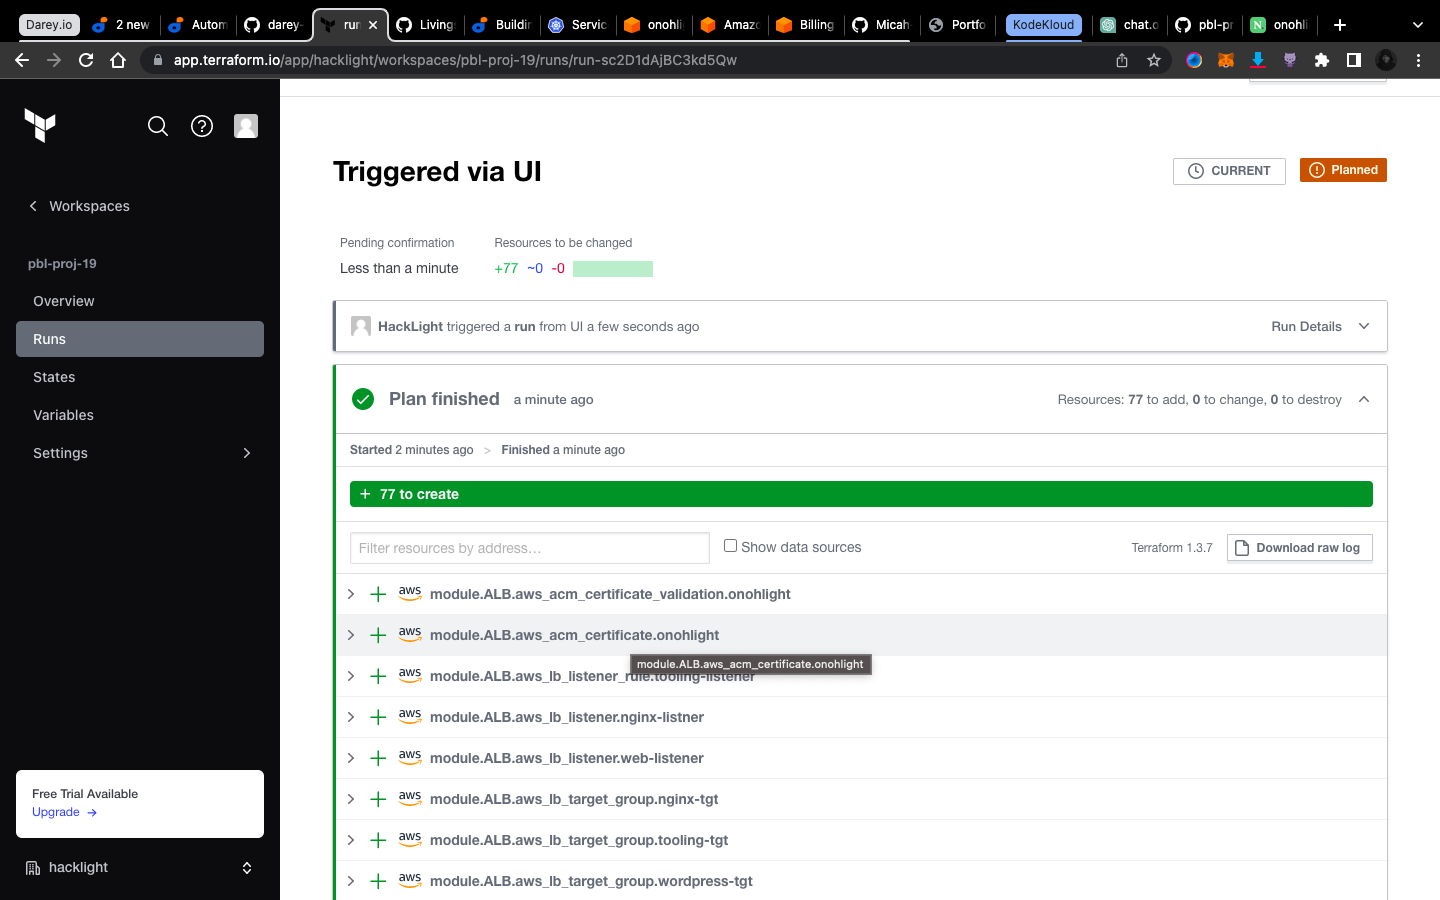 Darey.io
2 new
Autom
darey-
run
Livings
Buildin
Servic
onohli
Amazo
Billing
Micah-
Portfo
KodeKloud
chat.o
pbl-pr
onohli
app.terraform.io/app/hacklight/workspaces/pbl-proj-19/runs/run-sc2D1dAjBC3kd5Qw
Workspaces
pbl-proj-19
Overview
Runs
States
Variables
Settings
Free Trial Available
Upgrade →
hacklight
Triggered via UI
CURRENT
Planned
Pending confirmation
Less than a minute
Resources to be changed
+77 ~0 -0
HackLight triggered a run from UI a few seconds ago
Run Details
Plan finished a minute ago
Resources: 77 to add, 0 to change, 0 to destroy
Started 2 minutes ago > Finished a minute ago
+ 77 to create
Filter resources by address...
Show data sources
Terraform 1.3.7
Download raw log
aws module.ALB.aws_acm_certificate_validation.onohlight
aws module.ALB.aws_acm_certificate.onohlight
module.ALB.aws_acm_certificate.onohlight
aws module.ALB.aws_lb_listener_rule.tooling-listener
aws module.ALB.aws_lb_listener.nginx-listner
aws module.ALB.aws_lb_listener.web-listener
aws module.ALB.aws_lb_target_group.nginx-tgt
aws module.ALB.aws_lb_target_group.tooling-tgt
aws module.ALB.aws_lb_target_group.wordpress-tgt